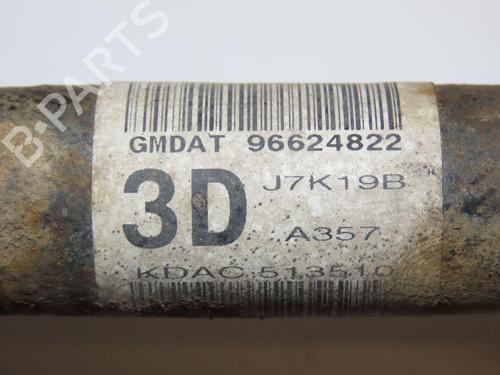 B-PARTS
GMDAT 96624822
3D
J7K19B
A357
KDAC 513510